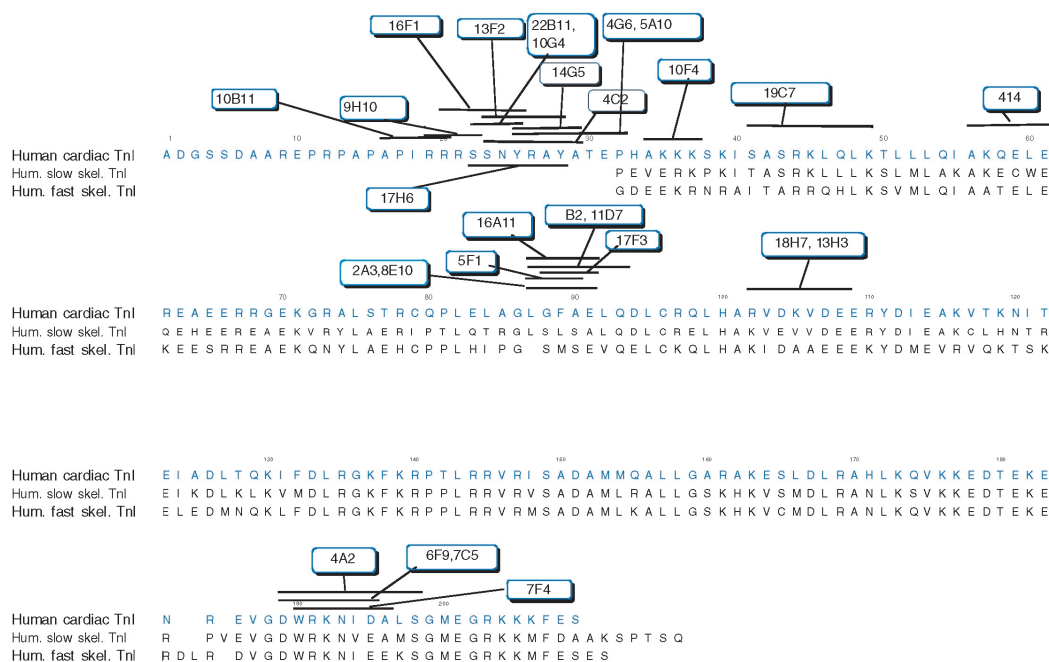 16F1
13F2
22B11,
10G4
4G6, 5A10
14G5
10F4
10B11
9H10
4C2
19C7
414
1 10 30 41 50 60
Human cardiac TnI A D G S S D A A R E P R P A P A P I R R R S S N Y R A Y A T E P H A K K K S K I S A S R K L Q L K T L L L Q I A K Q E L E
Hum. slow skel. TnI P E V E R K P K I T A S R K L L L K S L M L A K A K E C W E
Hum. fast skel. TnI G D E E K R N R A I T A R R Q H L K S V M L Q I A A T E L E
17H6
16A11
B2, 11D7
17F3
5F1
2A3,8E10
18H7, 13H3
70 80 90 100 110 120
Human cardiac TnI R E A E E R R G E K G R A L S T R C Q P L E L A G L G F A E L Q D L C R Q L H A R V D K V D E E R Y D I E A K V T K N I T
Hum. slow skel. TnI Q E H E E R E A E K V R Y L A E R I P T L Q T R G L S L S A L Q D L C R E L H A K V E V V D E E R Y D I E A K C L H N T R
Hum. fast skel. TnI K E E S R R E A E K Q N Y L A E H C P P L H I P G S M S E V Q E L C K Q L H A K I D A A E E E K Y D M E V R V Q K T S K
130 140 150 160 170 180
Human cardiac TnI E I A D L T Q K I F D L R G K F K R P T L R R V R I S A D A M M Q A L L G A R A K E S L D L R A H L K Q V K K E D T E K E
Hum. slow skel. TnI E I K D L K L K V M D L R G K F K R P P L R R V R V S A D A M L R A L L G S K H K V S M D L R A N L K S V K K E D T E K E
Hum. fast skel. TnI E L E D M N Q K L F D L R G K F K R P P L R R V R M S A D A M L K A L L G S K H K V C M D L R A N L K Q V K K E D T E K E
4A2
6F9,7C5
7F4
190 200
Human cardiac TnI N R E V G D W R K N I D A L S G M E G R K K K F E S
Hum. slow skel. TnI R P V E V G D W R K N V E A M S G M E G R K K M F D A A K S P T S Q
Hum. fast skel. TnI R D L R D V G D W R K N I E E K S G M E G R K K M F E S E S